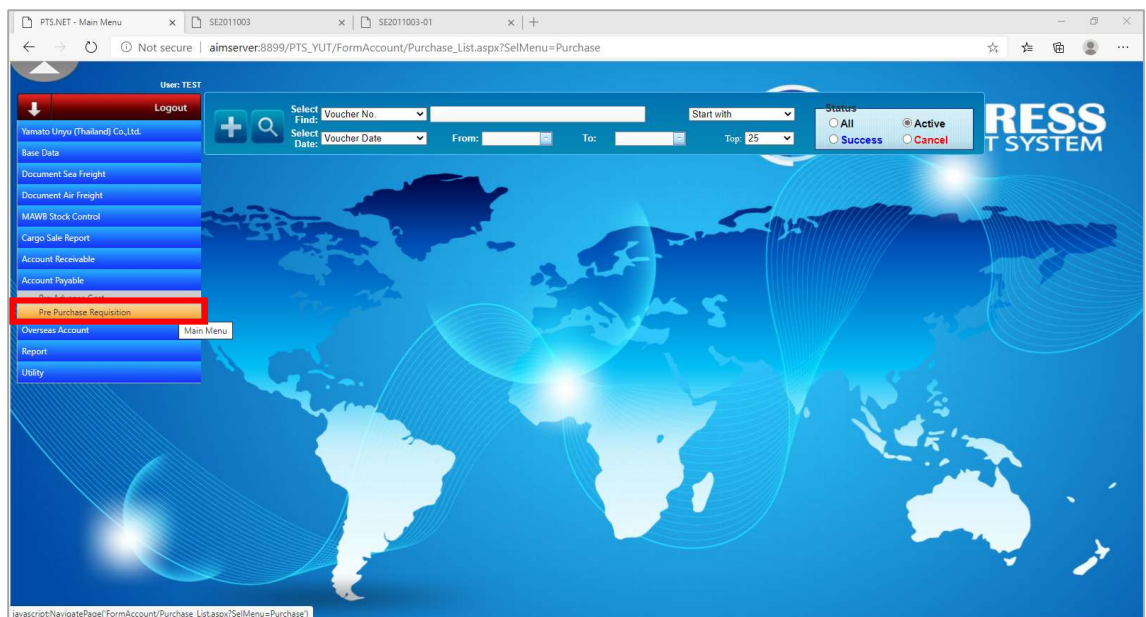 PTS.NET - Main Menu SE2011003 SE2011003-01
Not secure aimserver:8899/PTS_YUT/FormAccount/Purchase_List.aspx?SelMenu=Purchase
User: TEST
Logout
Yamato Unyu (Thailand) Co.,Ltd.
Base Data
Document Sea Freight
Document Air Freight
MAWB Stock Control
Cargo Sale Report
Account Receivable
Account Payable
Pre Advance Cost
Pre Purchase Requisition
Overseas Account
Main Menu
Report
Utility
Select Find: Voucher No. Start with
Select Date: Voucher Date From: To: Top: 25
Status
All Active
Success Cancel
RESS
T SYSTEM
javascript:NavigatePage('FormAccount/Purchase_List.aspx?SelMenu=Purchase')